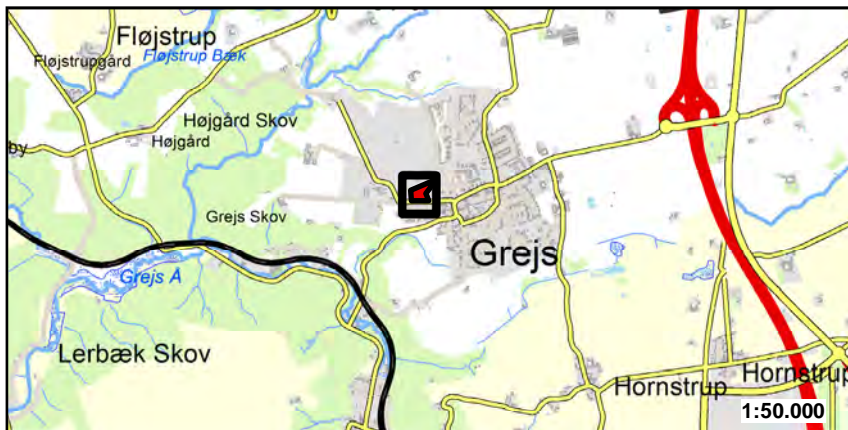 Fløjstrup
Fløjstrup Bæk
Fløjstrupgård
Højgård Skov
by
Højgård
Grejs Skov
Grejs
Grejs Å
Lerbæk Skov
Hornstrup
Hornstrup
1:50.000